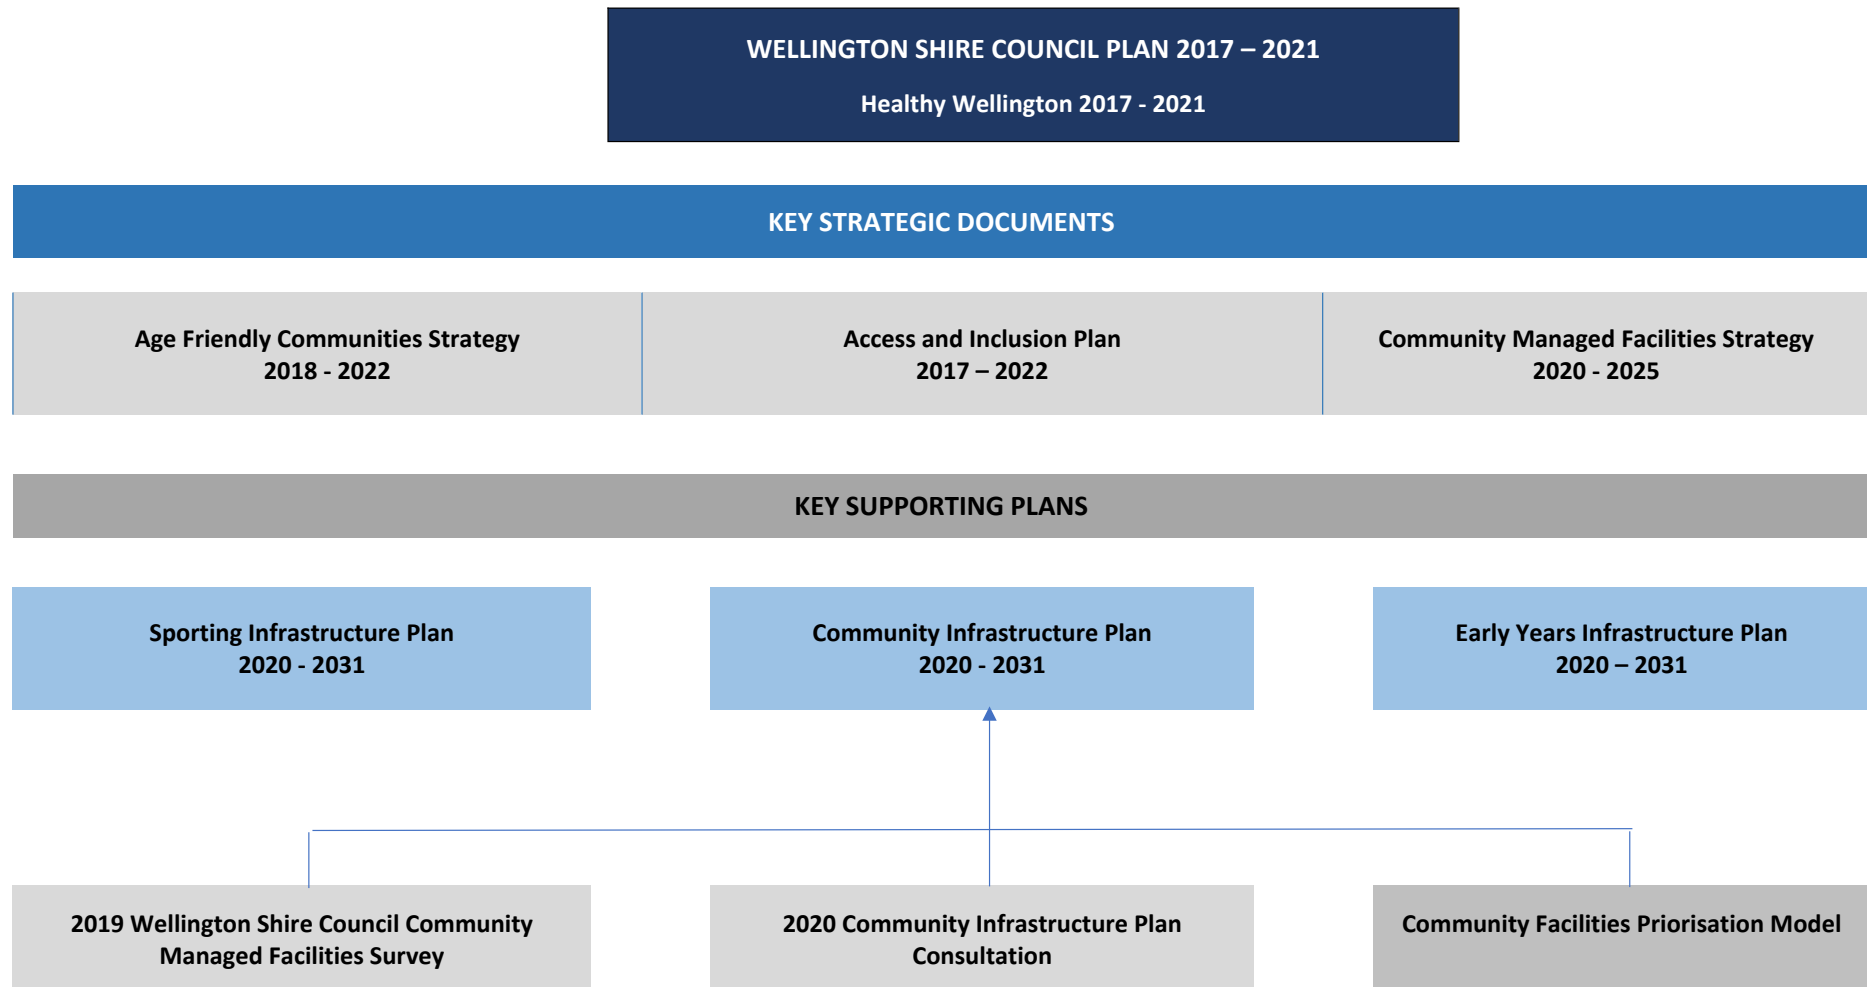 WELLINGTON SHIRE COUNCIL PLAN 2017 – 2021
Healthy Wellington 2017 - 2021
KEY STRATEGIC DOCUMENTS
Age Friendly Communities Strategy
2018 - 2022
Access and Inclusion Plan
2017 – 2022
Community Managed Facilities Strategy
2020 - 2025
KEY SUPPORTING PLANS
Sporting Infrastructure Plan
2020 - 2031
Community Infrastructure Plan
2020 - 2031
Early Years Infrastructure Plan
2020 – 2031
2019 Wellington Shire Council Community
Managed Facilities Survey
2020 Community Infrastructure Plan
Consultation
Community Facilities Priorisation Model